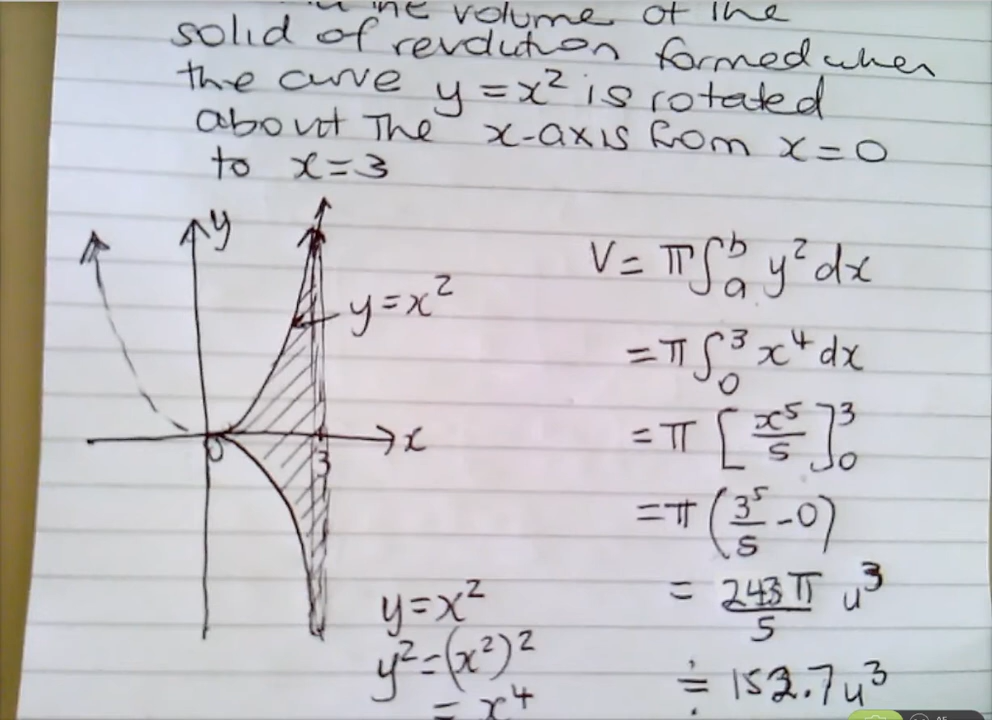 the volume of the
solid of revolution formed when
the curve y = x² is rotated
about the x-axis from x = 0
to x = 3
y
y = x²
x
0
3
y = x²
y² = (x²)²
= x⁴
V = π∫ₐᵇ y² dx
= π∫₀³ x⁴ dx
= π [x⁵/5]₀³
= π (3⁵/5 - 0)
= 243π/5 u³
≑ 152.7 u³